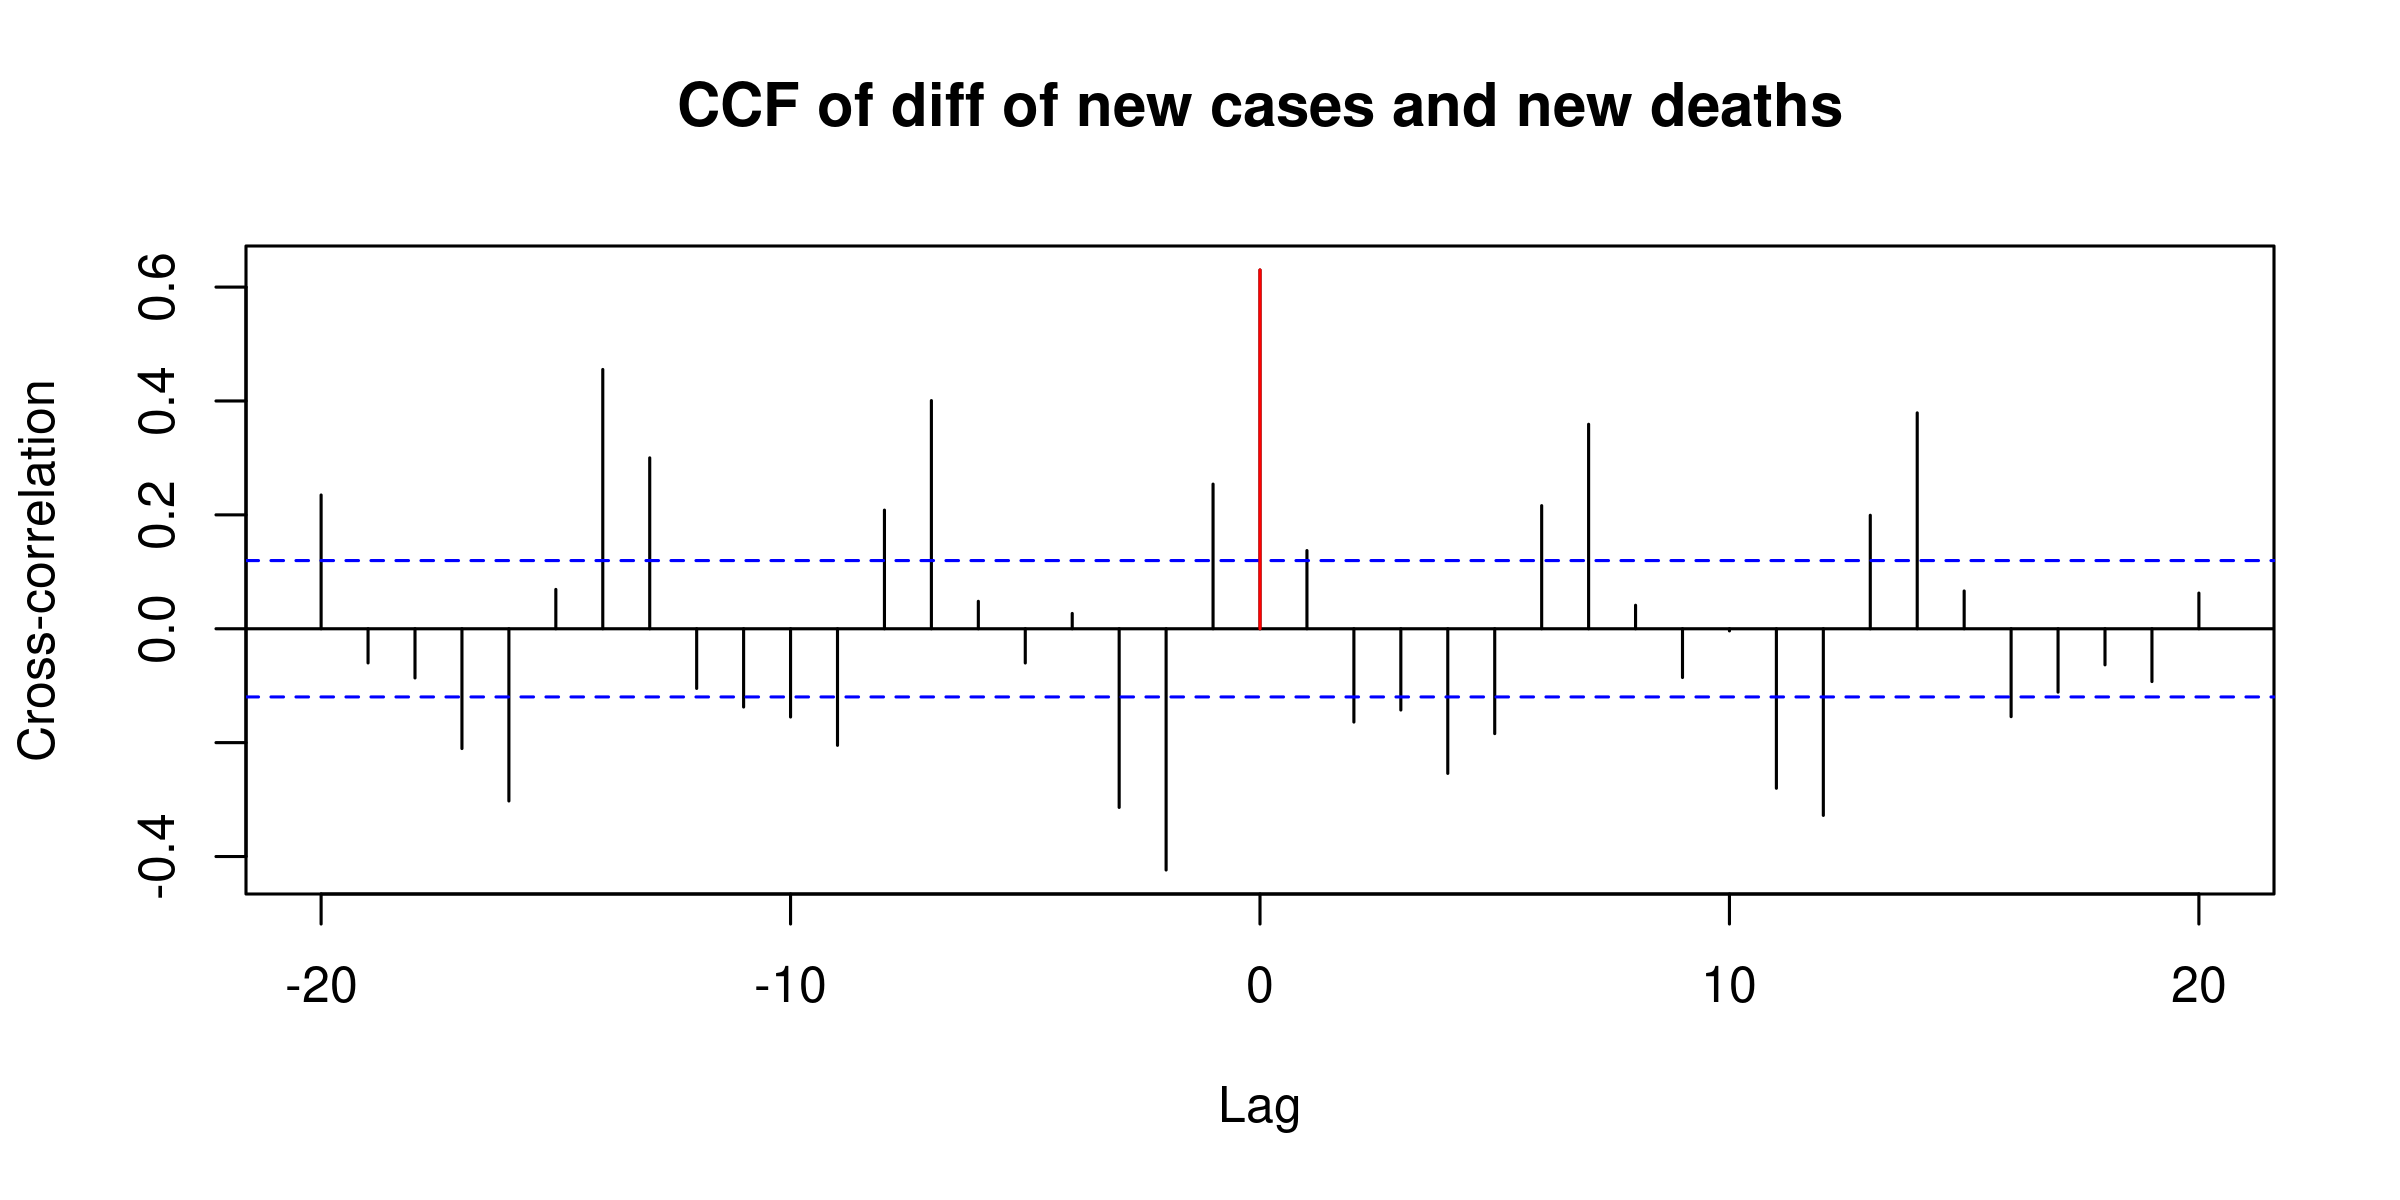 CCF of diff of new cases and new deaths
Cross-correlation
0.6
0.4
0.2
0.0
-0.4
-20 -10 0 10 20
Lag